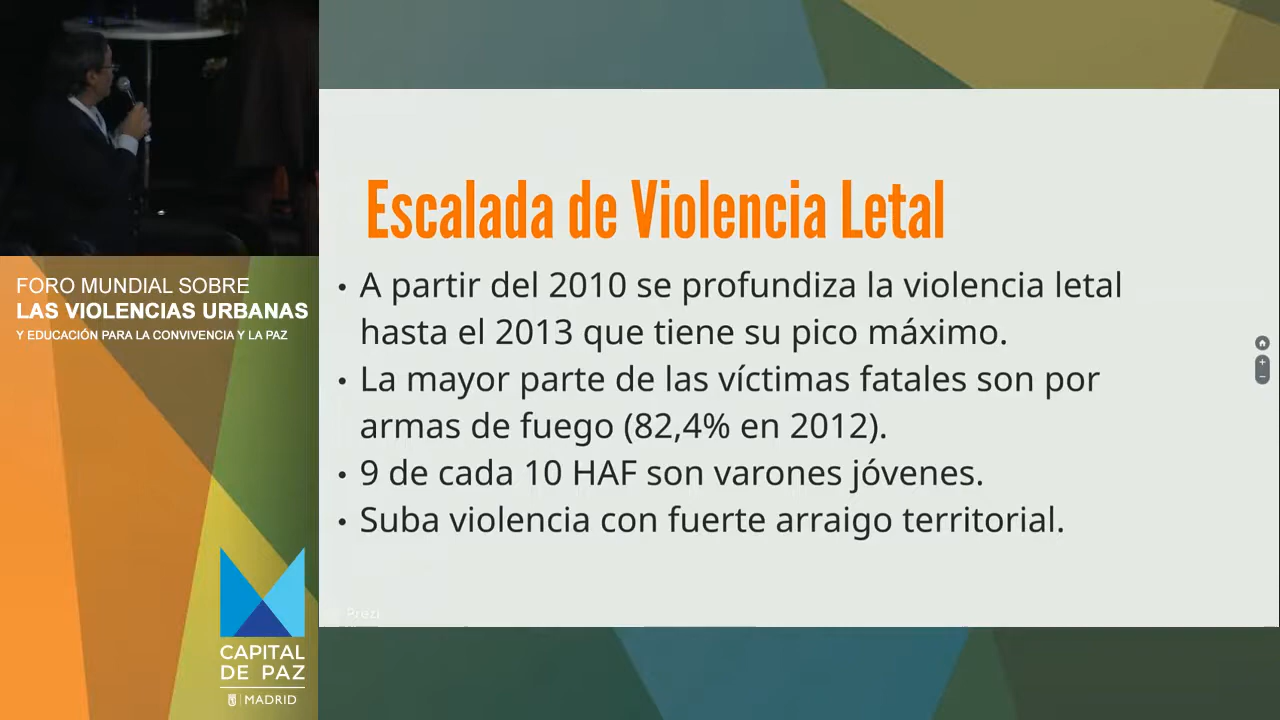 FORO MUNDIAL SOBRE
LAS VIOLENCIAS URBANAS
Y EDUCACIÓN PARA LA CONVIVENCIA Y LA PAZ
CAPITAL
DE PAZ
MADRID
Escalada de Violencia Letal
• A partir del 2010 se profundiza la violencia letal
hasta el 2013 que tiene su pico máximo.
• La mayor parte de las víctimas fatales son por
armas de fuego (82,4% en 2012).
• 9 de cada 10 HAF son varones jóvenes.
• Suba violencia con fuerte arraigo territorial.
Prezi